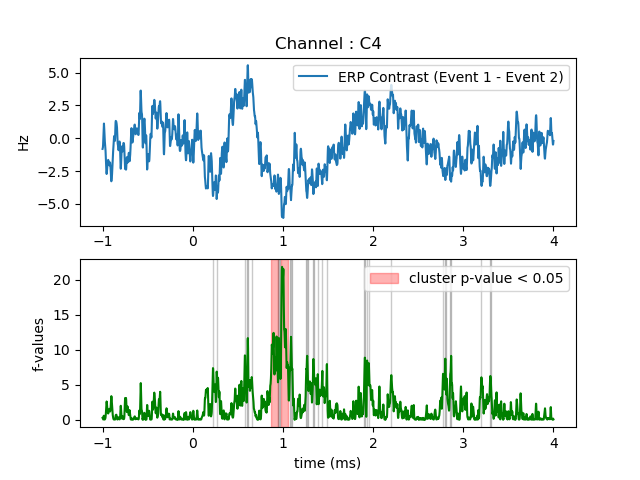 Channel : C4
ERP Contrast (Event 1 - Event 2)
Hz
5.0
2.5
0.0
−2.5
−5.0
−1 0 1 2 3 4
cluster p-value < 0.05
f-values
20
15
10
5
0
−1 0 1 2 3 4
time (ms)